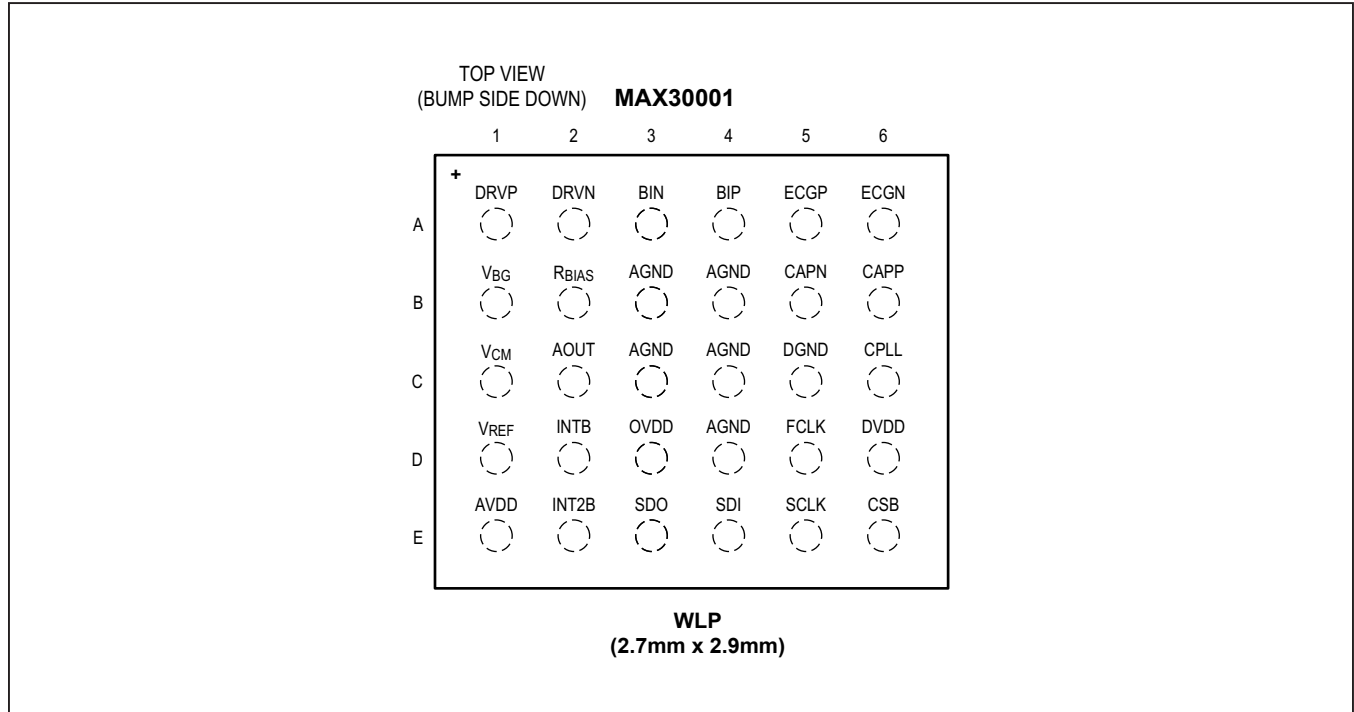 TOP VIEW
(BUMP SIDE DOWN) MAX30001
1 2 3 4 5 6
+
DRVP DRVN BIN BIP ECGP ECGN
A
VBG RBIAS AGND AGND CAPN CAPP
B
VCM AOUT AGND AGND DGND CPLL
C
VREF INTB OVDD AGND FCLK DVDD
D
AVDD INT2B SDO SDI SCLK CSB
E
WLP
(2.7mm x 2.9mm)